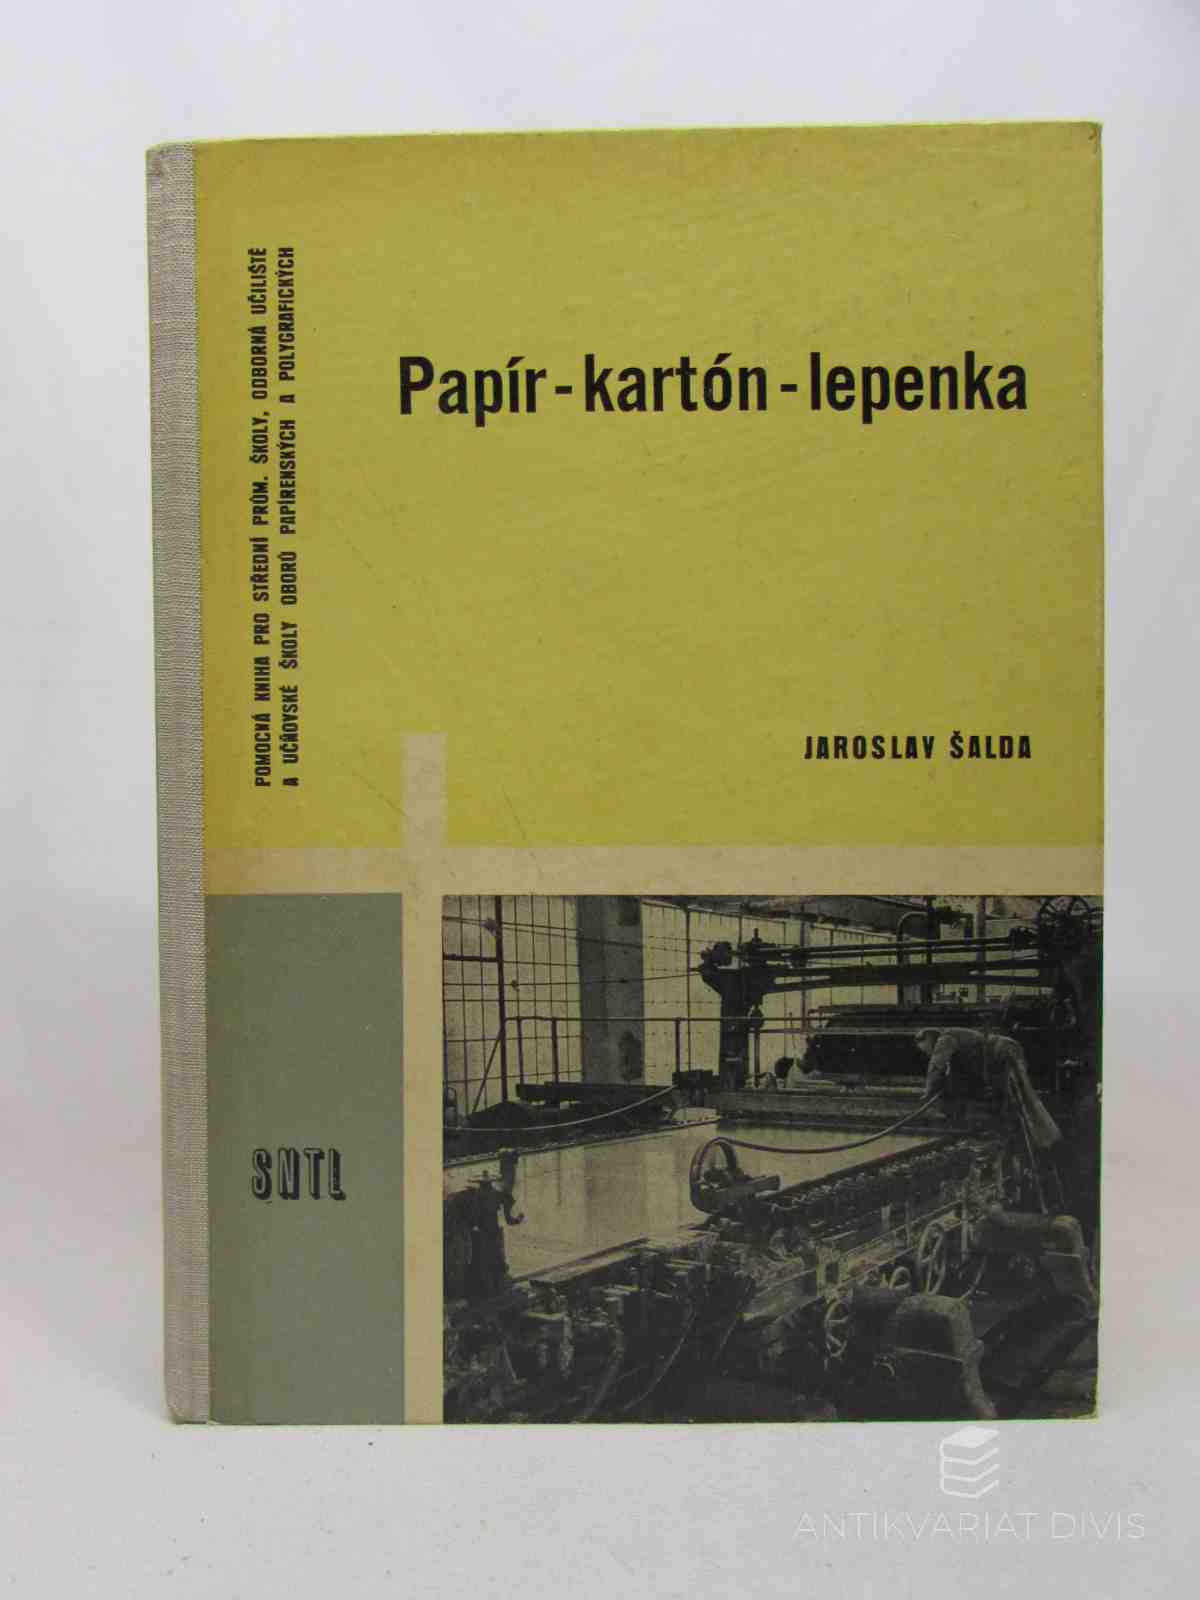 POMOCNÁ KNIHA PRO STŘEDNÍ PRŮM. ŠKOLY, ODBORNÁ UČILIŠTĚ
A UČŇOVSKÉ ŠKOLY OBORŮ PAPÍRENSKÝCH A POLYGRAFICKÝCH
Papír-kartón-lepenka
JAROSLAV ŠALDA
SNTL
ANTIKVARIAT DIVIS